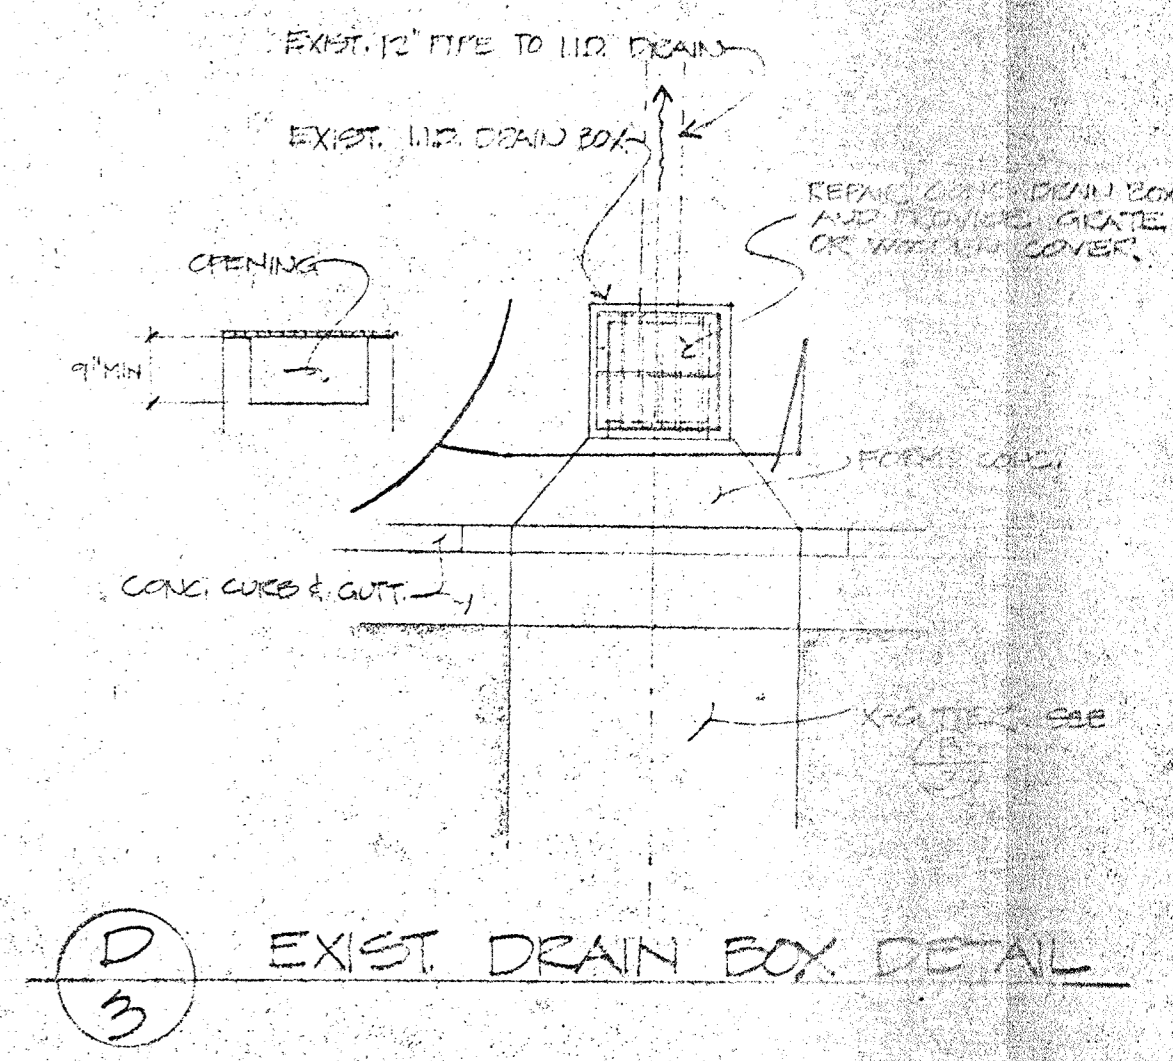 EXIST. 12" PIPE TO I.I.D. DRAIN
EXIST. I.I.D. DRAIN BOX
REPAIR CONC. DRAIN BOX
AND PROVIDE GRATE
OR COVER.
OPENING
9" MIN
FORM CONC.
CONC. CURB & GUTT.
X-GUTTER SEE
D
3
EXIST. DRAIN BOX DETAIL